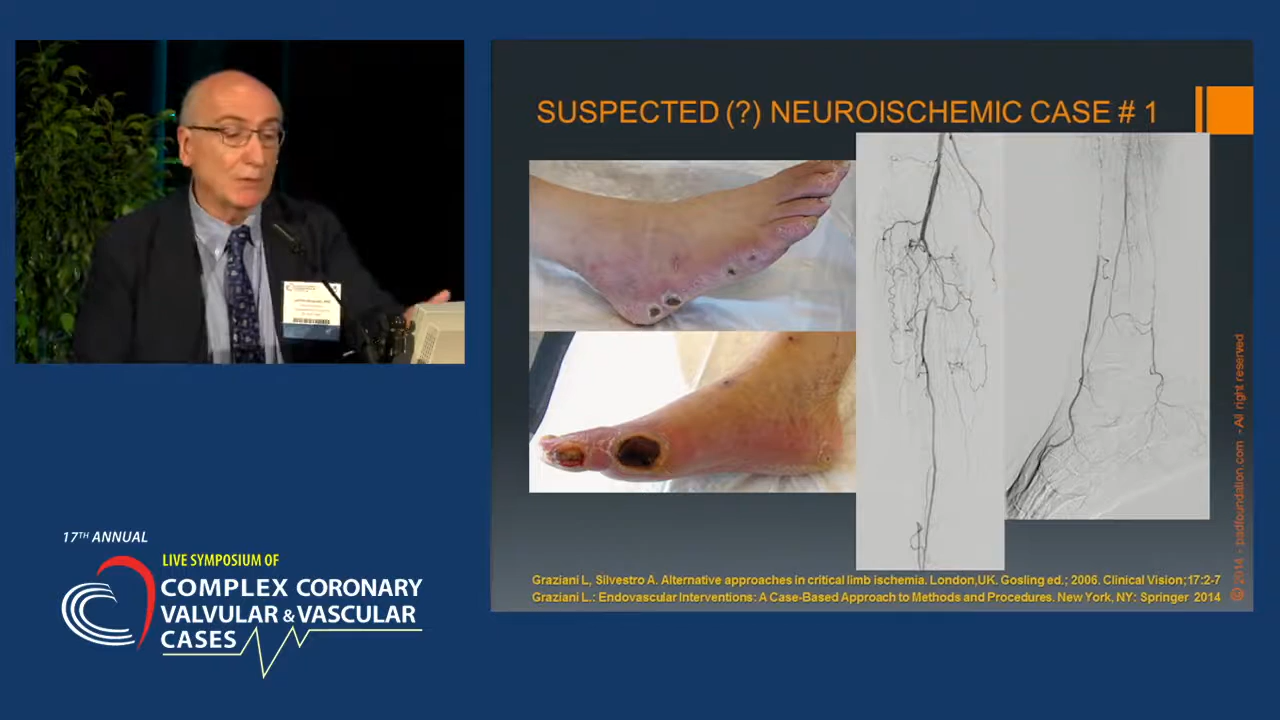 SUSPECTED (?) NEUROISCHEMIC CASE # 1
© 2014 - padfoundation.com - All right reserved
Graziani L, Silvestro A. Alternative approaches in critical limb ischemia. London,UK. Gosling ed.; 2006. Clinical Vision;17:2-7
Graziani L.: Endovascular Interventions: A Case-Based Approach to Methods and Procedures. New York, NY: Springer 2014
17TH ANNUAL
LIVE SYMPOSIUM OF
COMPLEX CORONARY
VALVULAR & VASCULAR
CASES